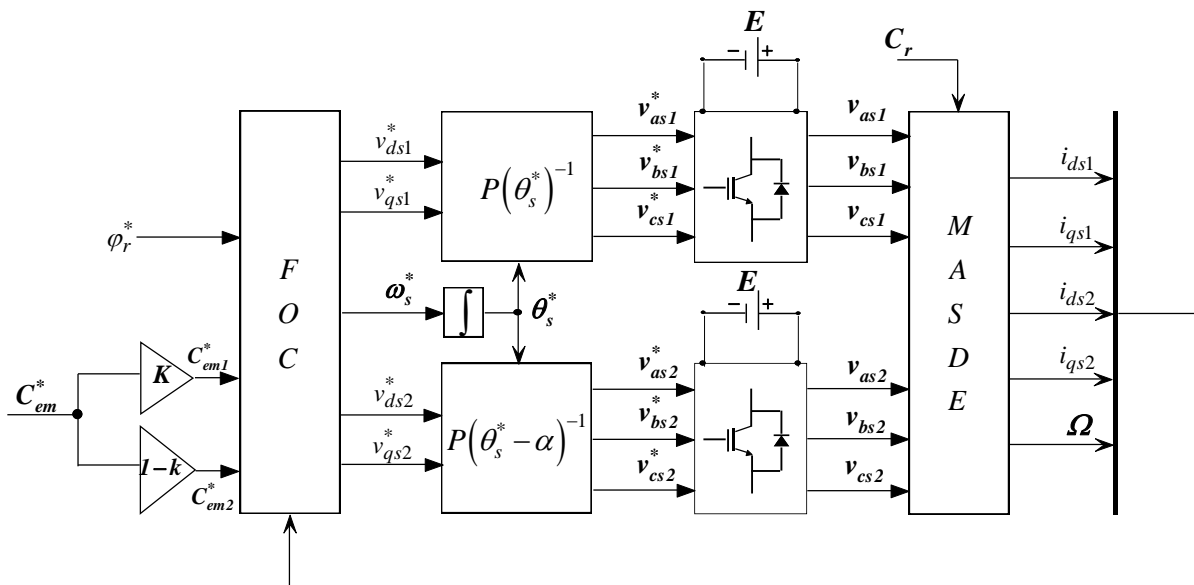 E
− +
C_r
v*_as1
v_as1
v*_ds1
v*_bs1
v_bs1
i_ds1
v*_qs1
P(θ*_s)⁻¹
v*_cs1
v_cs1
φ*_r
F
O
C
M
A
S
D
E
i_qs1
ω*_s
∫
θ*_s
E
− +
i_ds2
C*_em
K
C*_em1
v*_as2
v_as2
i_qs2
v*_ds2
v*_bs2
v_bs2
Ω
1−k
C*_em2
v*_qs2
P(θ*_s − α)⁻¹
v*_cs2
v_cs2